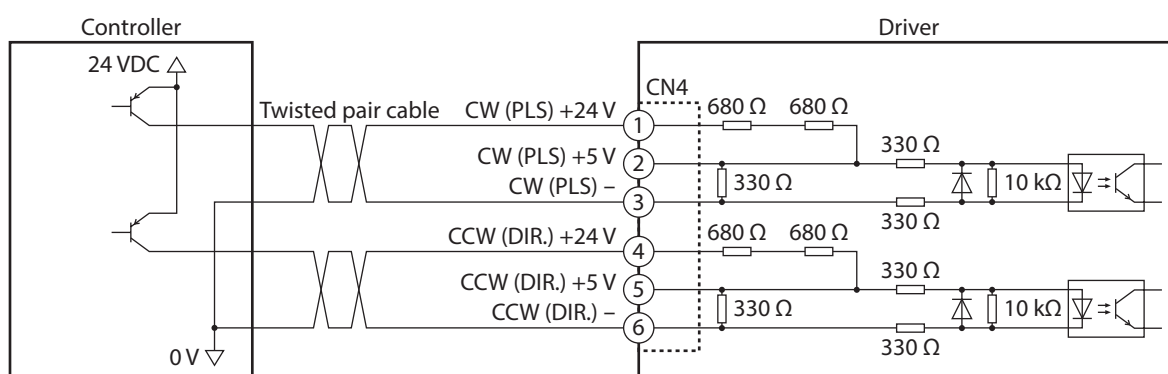 Controller
Driver
24 VDC
CN4
Twisted pair cable
CW (PLS) +24 V
1
680 Ω
680 Ω
330 Ω
CW (PLS) +5 V
2
CW (PLS) –
3
330 Ω
10 kΩ
330 Ω
CCW (DIR.) +24 V
4
680 Ω
680 Ω
330 Ω
CCW (DIR.) +5 V
5
CCW (DIR.) –
6
330 Ω
10 kΩ
330 Ω
0 V